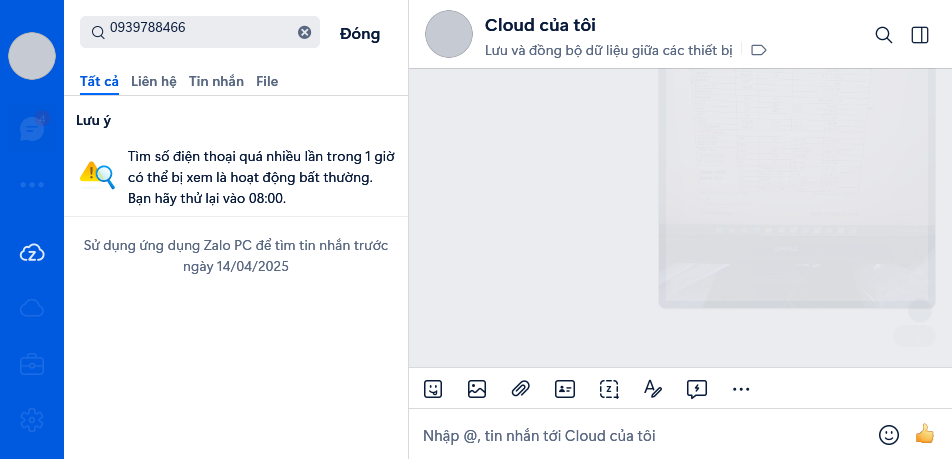 0939788466
Đóng
Tất cả Liên hệ Tin nhắn File
Lưu ý
Tìm số điện thoại quá nhiều lần trong 1 giờ
có thể bị xem là hoạt động bất thường.
Bạn hãy thử lại vào 08:00.
Sử dụng ứng dụng Zalo PC để tìm tin nhắn trước
ngày 14/04/2025
Cloud của tôi
Lưu và đồng bộ dữ liệu giữa các thiết bị
Nhập @, tin nhắn tới Cloud của tôi